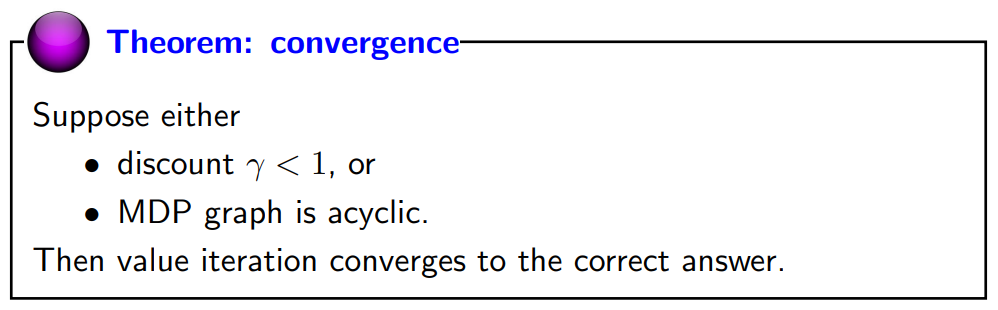 Theorem: convergence
Suppose either
• discount γ < 1, or
• MDP graph is acyclic.
Then value iteration converges to the correct answer.